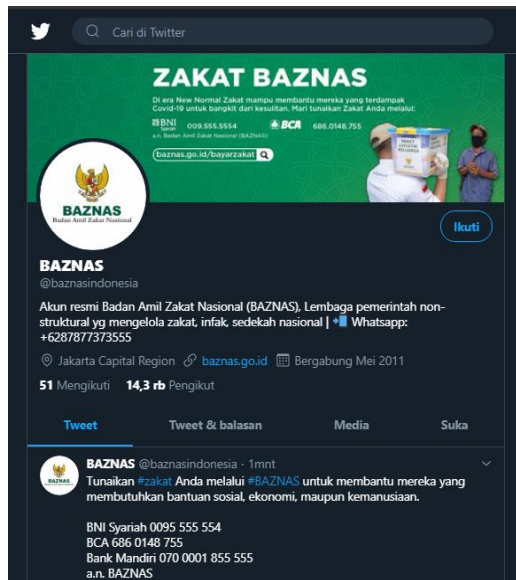 Cari di Twitter
ZAKAT BAZNAS
Di era New Normal Zakat mampu membantu mereka yang terdampak
Covid-19 untuk bangkit dari kesulitan. Mari tunaikan Zakat Anda melalui:
BNI Syariah 009.555.5554 BCA 686.0148.755
a.n. Badan Amil Zakat Nasional (BAZNAS)
baznas.go.id/bayarzakat
BAZNAS
Badan Amil Zakat Nasional
Ikuti
BAZNAS
@baznasindonesia
Akun resmi Badan Amil Zakat Nasional (BAZNAS), Lembaga pemerintah non-
struktural yg mengelola zakat, infak, sedekah nasional | Whatsapp:
+6287877373555
Jakarta Capital Region baznas.go.id Bergabung Mei 2011
51 Mengikuti 14,3 rb Pengikut
Tweet Tweet & balasan Media Suka
BAZNAS @baznasindonesia · 1mnt
Tunaikan #zakat Anda melalui #BAZNAS untuk membantu mereka yang
membutuhkan bantuan sosial, ekonomi, maupun kemanusiaan.
BNI Syariah 0095 555 554
BCA 686 0148 755
Bank Mandiri 070 0001 855 555
a.n. BAZNAS